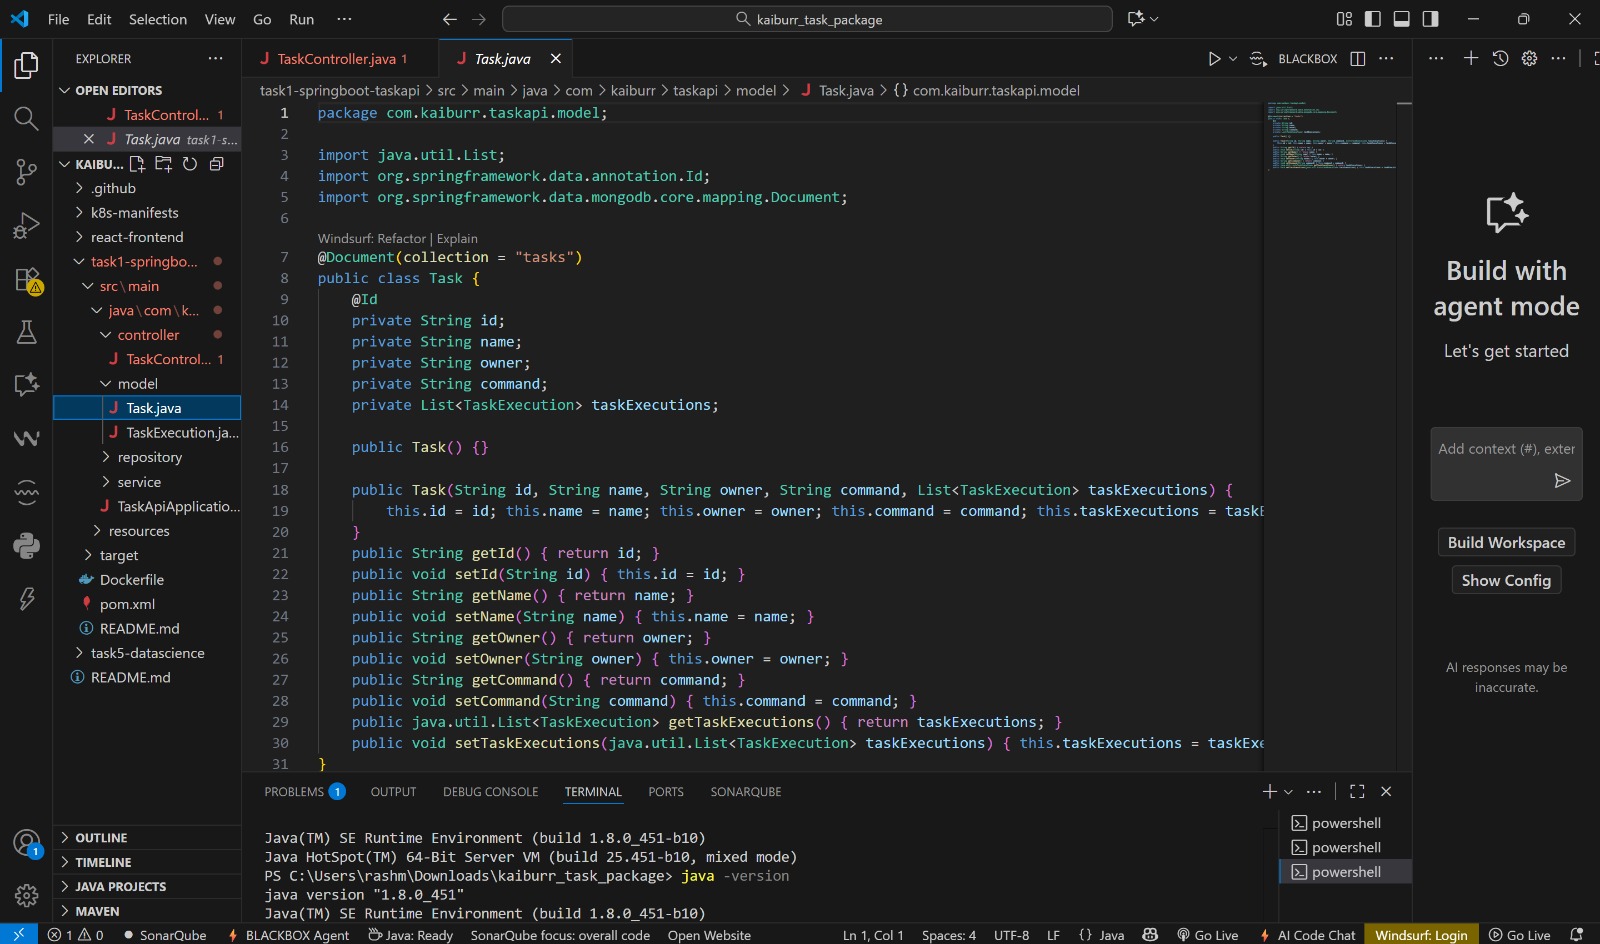 File Edit Selection View Go Run ···
kaiburr_task_package
EXPLORER ···
OPEN EDITORS
TaskControl... 1
Task.java task1-s...
KAIBU...
.github
k8s-manifests
react-frontend
task1-springbo...
src\main
java\com\k...
controller
TaskControl... 1
model
Task.java
TaskExecution.ja...
repository
service
TaskApiApplicatio...
resources
target
Dockerfile
pom.xml
README.md
task5-datascience
README.md
OUTLINE
TIMELINE
JAVA PROJECTS
MAVEN
TaskController.java 1
Task.java
BLACKBOX
task1-springboot-taskapi > src > main > java > com > kaiburr > taskapi > model > Task.java > {} com.kaiburr.taskapi.model
1 package com.kaiburr.taskapi.model;
2
3 import java.util.List;
4 import org.springframework.data.annotation.Id;
5 import org.springframework.data.mongodb.core.mapping.Document;
6
Windsurf: Refactor | Explain
7 @Document(collection = "tasks")
8 public class Task {
9 @Id
10 private String id;
11 private String name;
12 private String owner;
13 private String command;
14 private List<TaskExecution> taskExecutions;
15
16 public Task() {}
17
18 public Task(String id, String name, String owner, String command, List<TaskExecution> taskExecutions) {
19 this.id = id; this.name = name; this.owner = owner; this.command = command; this.taskExecutions = taskE
20 }
21 public String getId() { return id; }
22 public void setId(String id) { this.id = id; }
23 public String getName() { return name; }
24 public void setName(String name) { this.name = name; }
25 public String getOwner() { return owner; }
26 public void setOwner(String owner) { this.owner = owner; }
27 public String getCommand() { return command; }
28 public void setCommand(String command) { this.command = command; }
29 public java.util.List<TaskExecution> getTaskExecutions() { return taskExecutions; }
30 public void setTaskExecutions(java.util.List<TaskExecution> taskExecutions) { this.taskExecutions = taskExe
31 }
PROBLEMS 1 OUTPUT DEBUG CONSOLE TERMINAL PORTS SONARQUBE
Java(TM) SE Runtime Environment (build 1.8.0_451-b10)
Java HotSpot(TM) 64-Bit Server VM (build 25.451-b10, mixed mode)
PS C:\Users\rashm\Downloads\kaiburr_task_package> java -version
java version "1.8.0_451"
Java(TM) SE Runtime Environment (build 1.8.0_451-b10)
powershell
powershell
powershell
Build with
agent mode
Let's get started
Add context (#), exter
Build Workspace
Show Config
AI responses may be
inaccurate.
1
1 0 SonarQube BLACKBOX Agent Java: Ready SonarQube focus: overall code Open Website Ln 1, Col 1 Spaces: 4 UTF-8 LF {} Java Go Live AI Code Chat Windsurf: Login Go Live